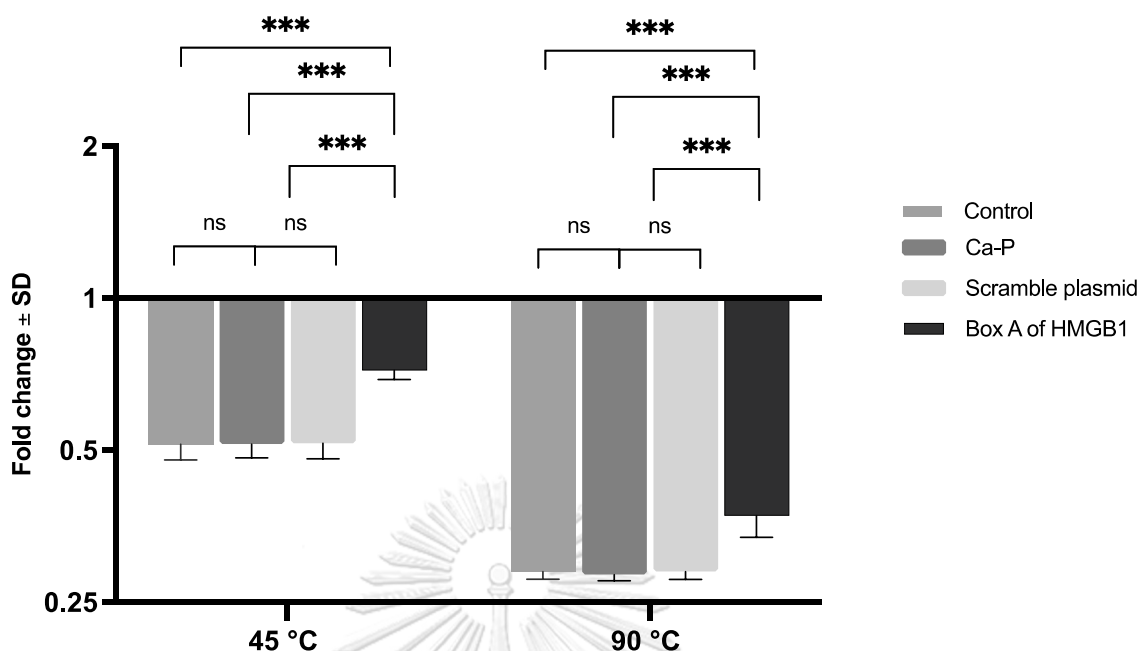 *** ***
*** ***
*** ***
2
ns ns ns ns
Control
Ca-P
Scramble plasmid
Box A of HMGB1
1
0.5
0.25
Fold change ± SD
45 °C 90 °C